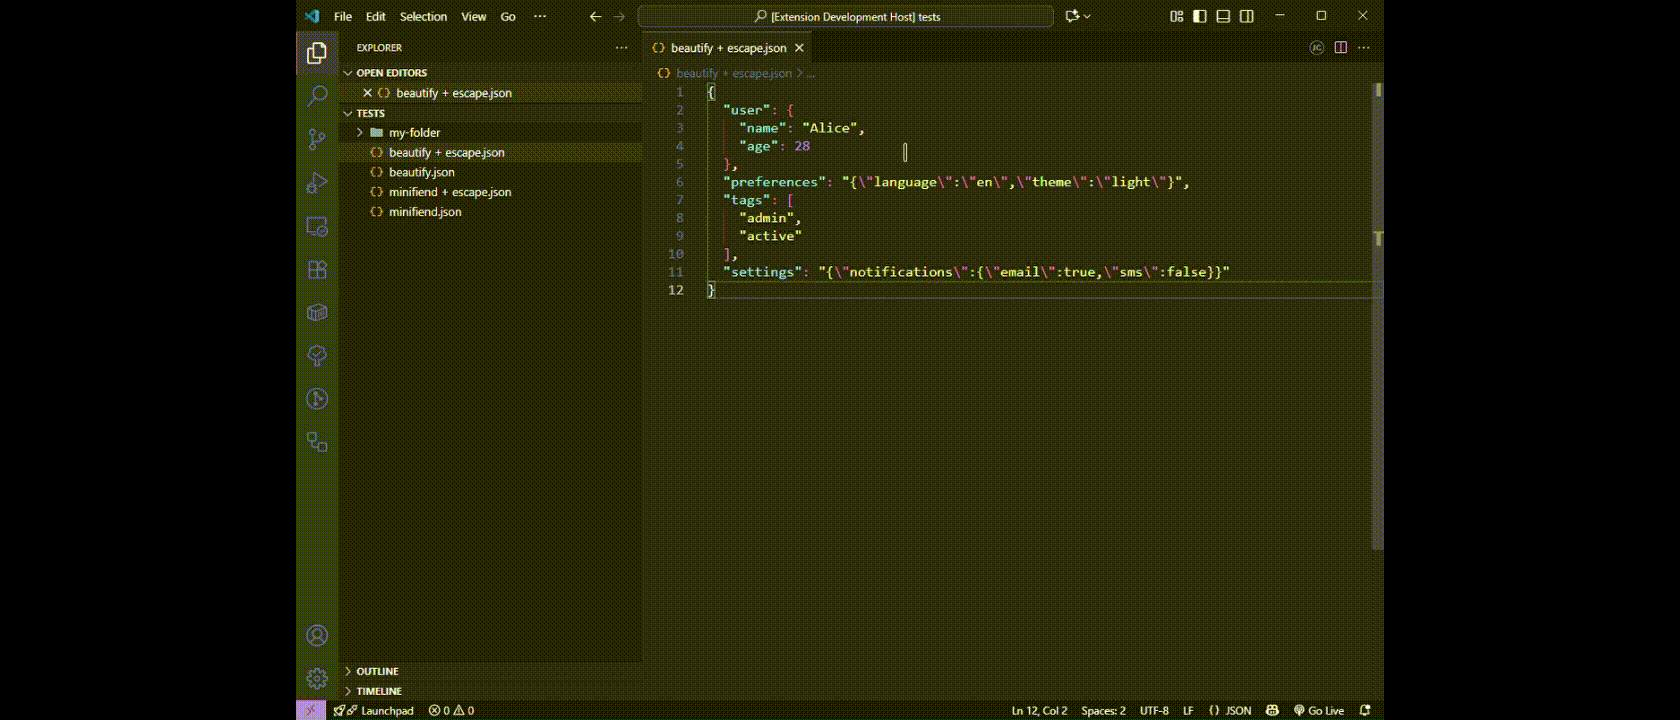 File Edit Selection View Go ··· [Extension Development Host] tests
EXPLORER ···
OPEN EDITORS
beautify + escape.json
TESTS
my-folder
beautify + escape.json
beautify.json
minifiend + escape.json
minifiend.json
OUTLINE
TIMELINE
beautify + escape.json
JC
beautify + escape.json > ...
1 {
2 "user": {
3 "name": "Alice",
4 "age": 28
5 },
6 "preferences": "{\"language\":\"en\",\"theme\":\"light\"}",
7 "tags": [
8 "admin",
9 "active"
10 ],
11 "settings": "{\"notifications\":{\"email\":true,\"sms\":false}}"
12 }
Launchpad 0 0 Ln 12, Col 2 Spaces: 2 UTF-8 LF {} JSON Go Live